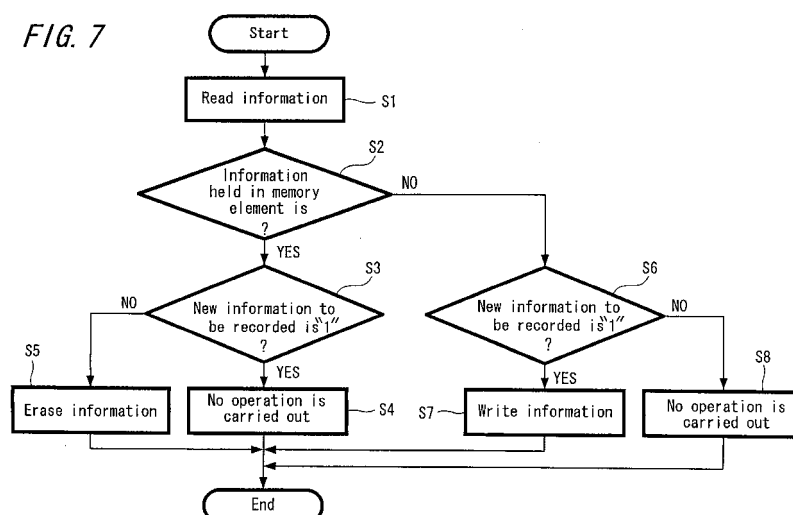 FIG. 7
Start
Read information
S1
S2
Information
held in memory
element is
?
NO
YES
S3
New information to
be recorded is"1"
?
NO
YES
S6
New information to
be recorded is"1"
?
NO
YES
S5
Erase information
No operation is
carried out
S4
S7
Write information
S8
No operation is
carried out
End